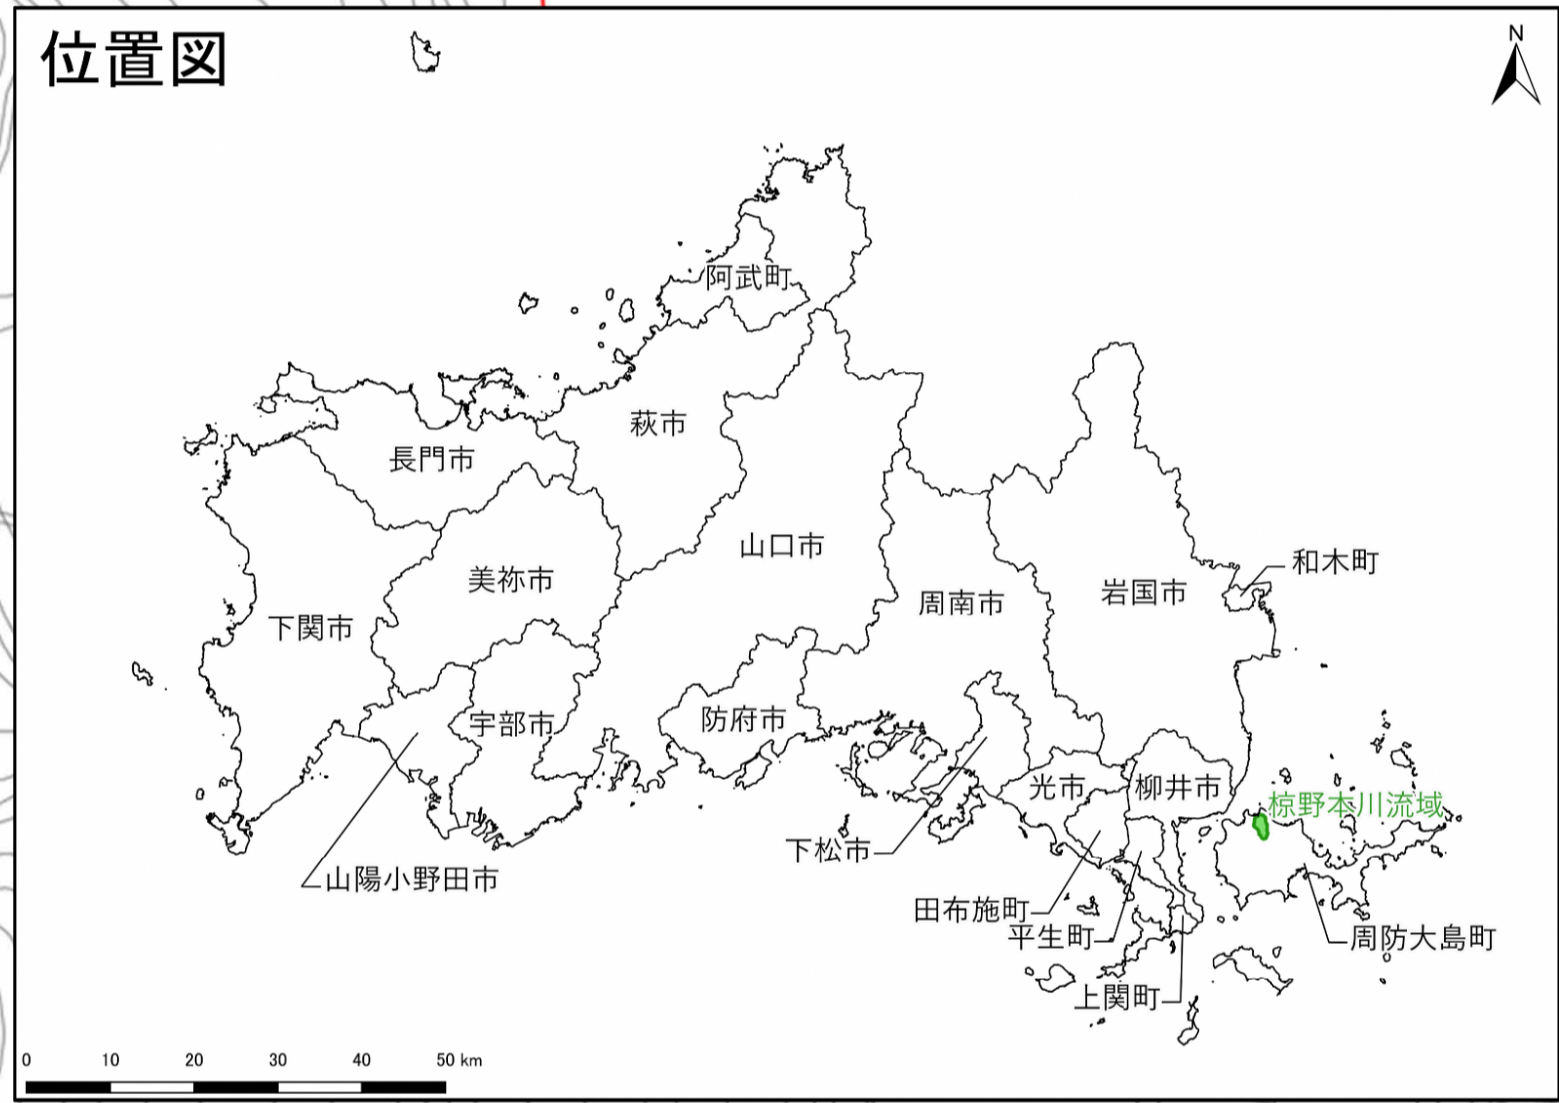 位置図
N
阿武町
萩市
長門市
山口市
和木町
美祢市
岩国市
周南市
下関市
防府市
宇部市
光市
柳井市
椋野本川流域
下松市
山陽小野田市
田布施町
平生町
周防大島町
上関町
0 10 20 30 40 50 km